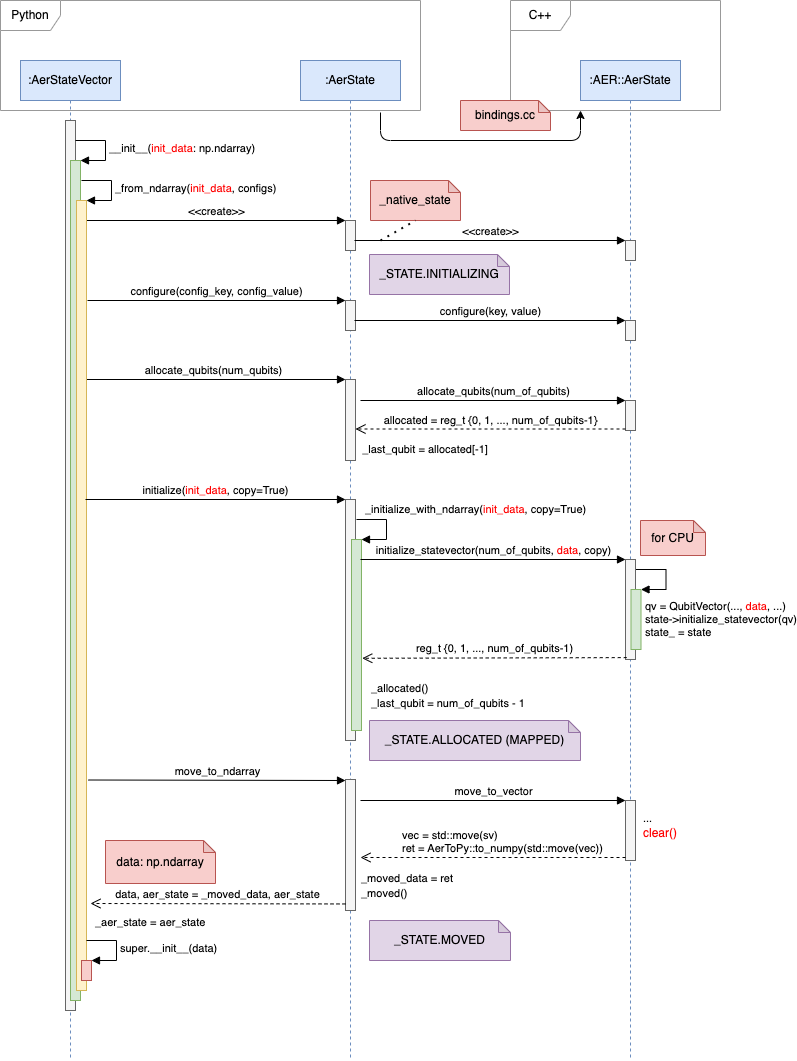 Python
C++
:AerStateVector
:AerState
:AER::AerState
bindings.cc
__init__(init_data: np.ndarray)
_from_ndarray(init_data, configs)
_native_state
<<create>>
<<create>>
_STATE.INITIALIZING
configure(config_key, config_value)
configure(key, value)
allocate_qubits(num_qubits)
allocate_qubits(num_of_qubits)
allocated = reg_t {0, 1, ..., num_of_qubits-1}
_last_qubit = allocated[-1]
initialize(init_data, copy=True)
_initialize_with_ndarray(init_data, copy=True)
for CPU
initialize_statevector(num_of_qubits, data, copy)
qv = QubitVector(..., data, ...)
state->initialize_statevector(qv)
state_ = state
reg_t {0, 1, ..., num_of_qubits-1)
_allocated()
_last_qubit = num_of_qubits - 1
_STATE.ALLOCATED (MAPPED)
move_to_ndarray
move_to_vector
...
clear()
vec = std::move(sv)
ret = AerToPy::to_numpy(std::move(vec))
data: np.ndarray
_moved_data = ret
_moved()
data, aer_state = _moved_data, aer_state
_aer_state = aer_state
_STATE.MOVED
super.__init__(data)